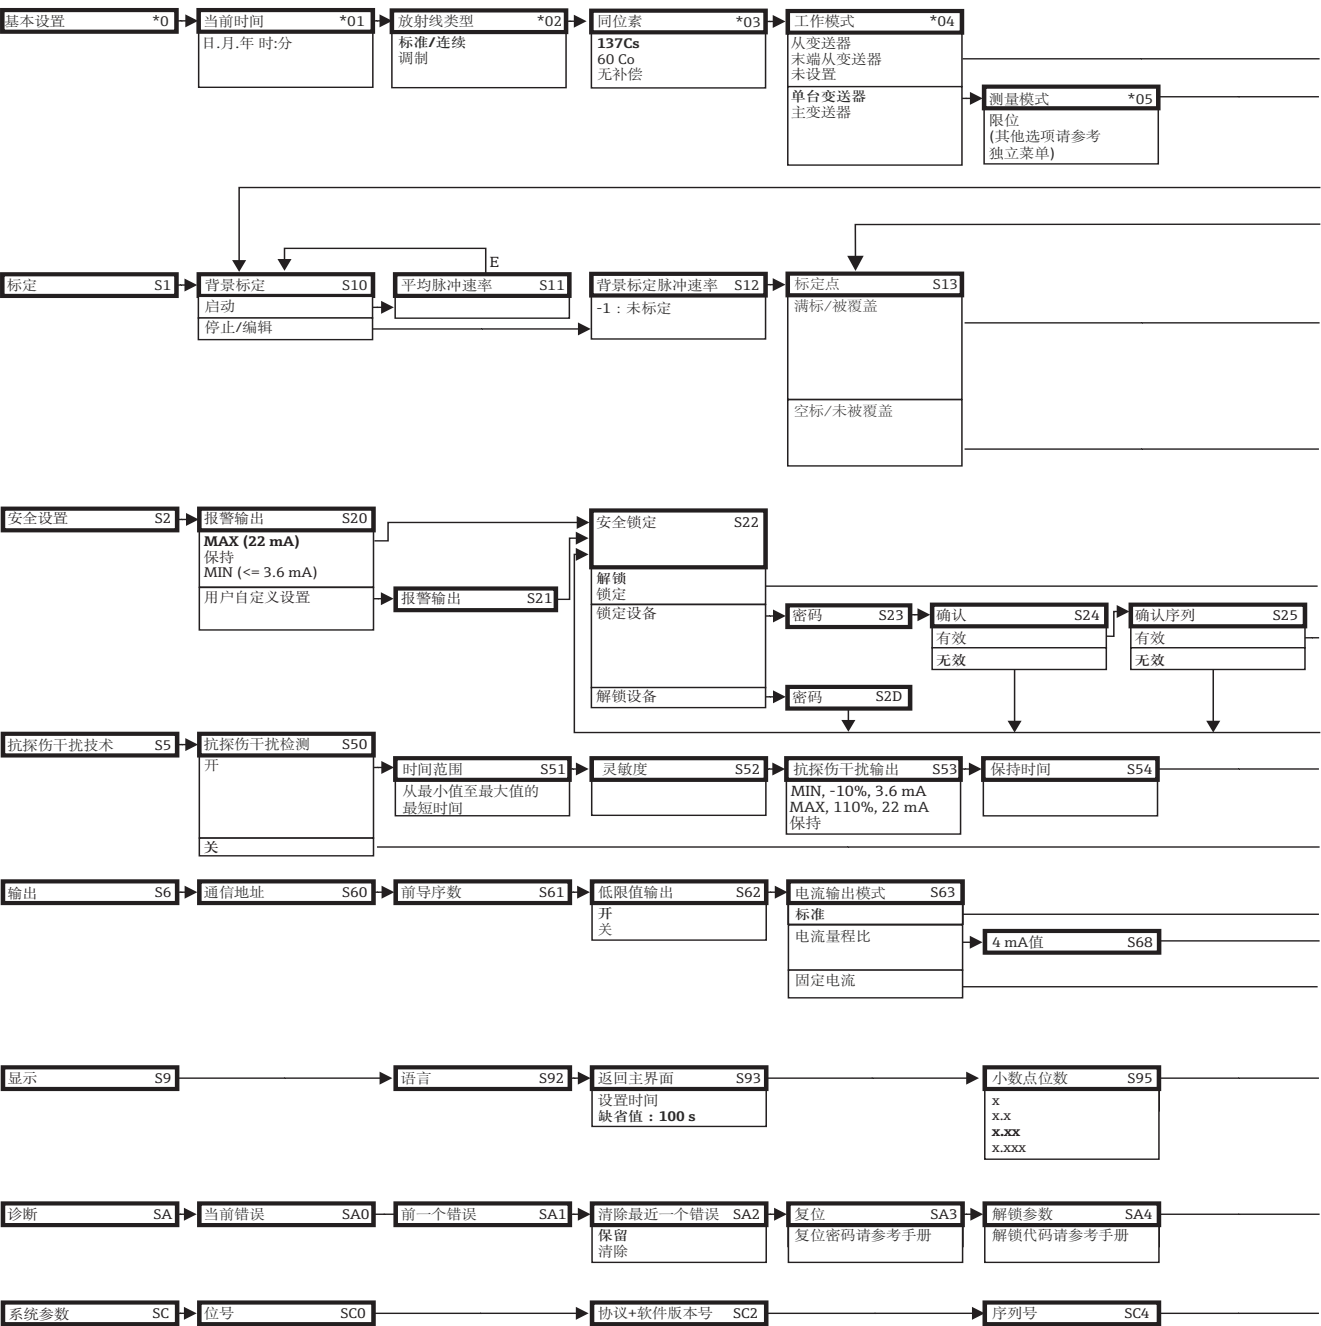 基本设置 *0
当前时间 *01
日.月.年 时:分
放射线类型 *02
标准/连续
调制
同位素 *03
137Cs
60 Co
无补偿
工作模式 *04
从变送器
末端从变送器
未设置
单台变送器
主变送器
测量模式 *05
限位
(其他选项请参考
独立菜单)
E
标定 S1
背景标定 S10
启动
停止/编辑
平均脉冲速率 S11
背景标定脉冲速率 S12
-1：未标定
标定点 S13
满标/被覆盖
空标/未被覆盖
安全设置 S2
报警输出 S20
MAX (22 mA)
保持
MIN (<= 3.6 mA)
用户自定义设置
报警输出 S21
安全锁定 S22
解锁
锁定
锁定设备
解锁设备
密码 S23
确认 S24
有效
无效
确认序列 S25
有效
无效
密码 S2D
抗探伤干扰技术 S5
抗探伤干扰检测 S50
开
关
时间范围 S51
从最小值至最大值的
最短时间
灵敏度 S52
抗探伤干扰输出 S53
MIN, -10%, 3.6 mA
MAX, 110%, 22 mA
保持
保持时间 S54
输出 S6
通信地址 S60
前导序数 S61
低限值输出 S62
开
关
电流输出模式 S63
标准
电流量程比
固定电流
4 mA值 S68
显示 S9
语言 S92
返回主界面 S93
设置时间
缺省值：100 s
小数点位数 S95
x
x.x
x.xx
x.xxx
诊断 SA
当前错误 SA0
前一个错误 SA1
清除最近一个错误 SA2
保留
清除
复位 SA3
复位密码请参考手册
解锁参数 SA4
解锁代码请参考手册
系统参数 SC
位号 SC0
协议+软件版本号 SC2
序列号 SC4